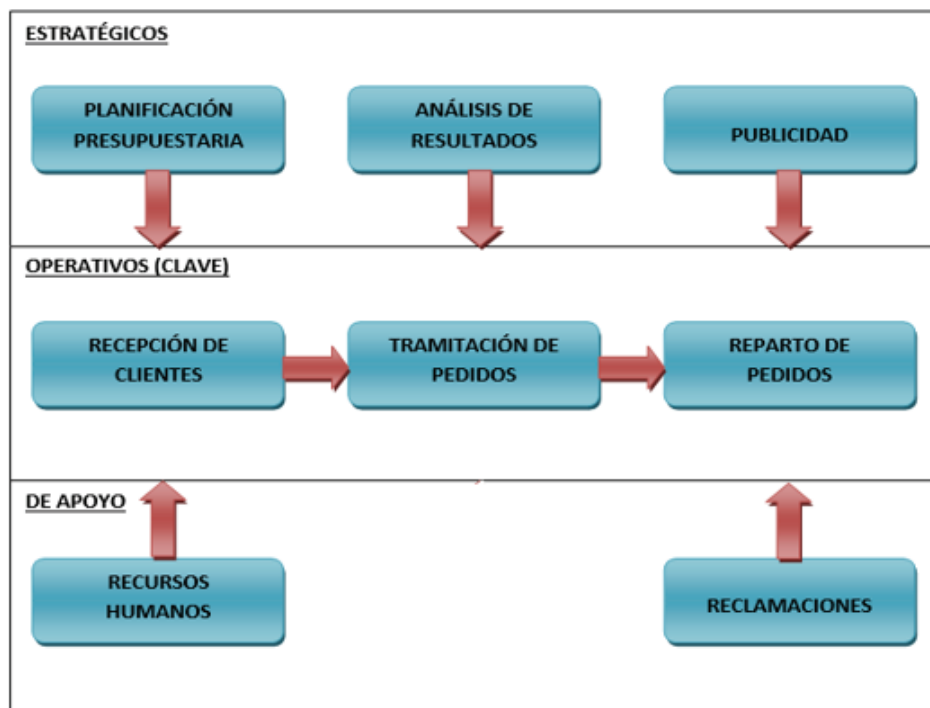 ESTRATÉGICOS
PLANIFICACIÓN
PRESUPUESTARIA
ANÁLISIS DE
RESULTADOS
PUBLICIDAD
OPERATIVOS (CLAVE)
RECEPCIÓN DE
CLIENTES
TRAMITACIÓN DE
PEDIDOS
REPARTO DE
PEDIDOS
DE APOYO
RECURSOS
HUMANOS
RECLAMACIONES